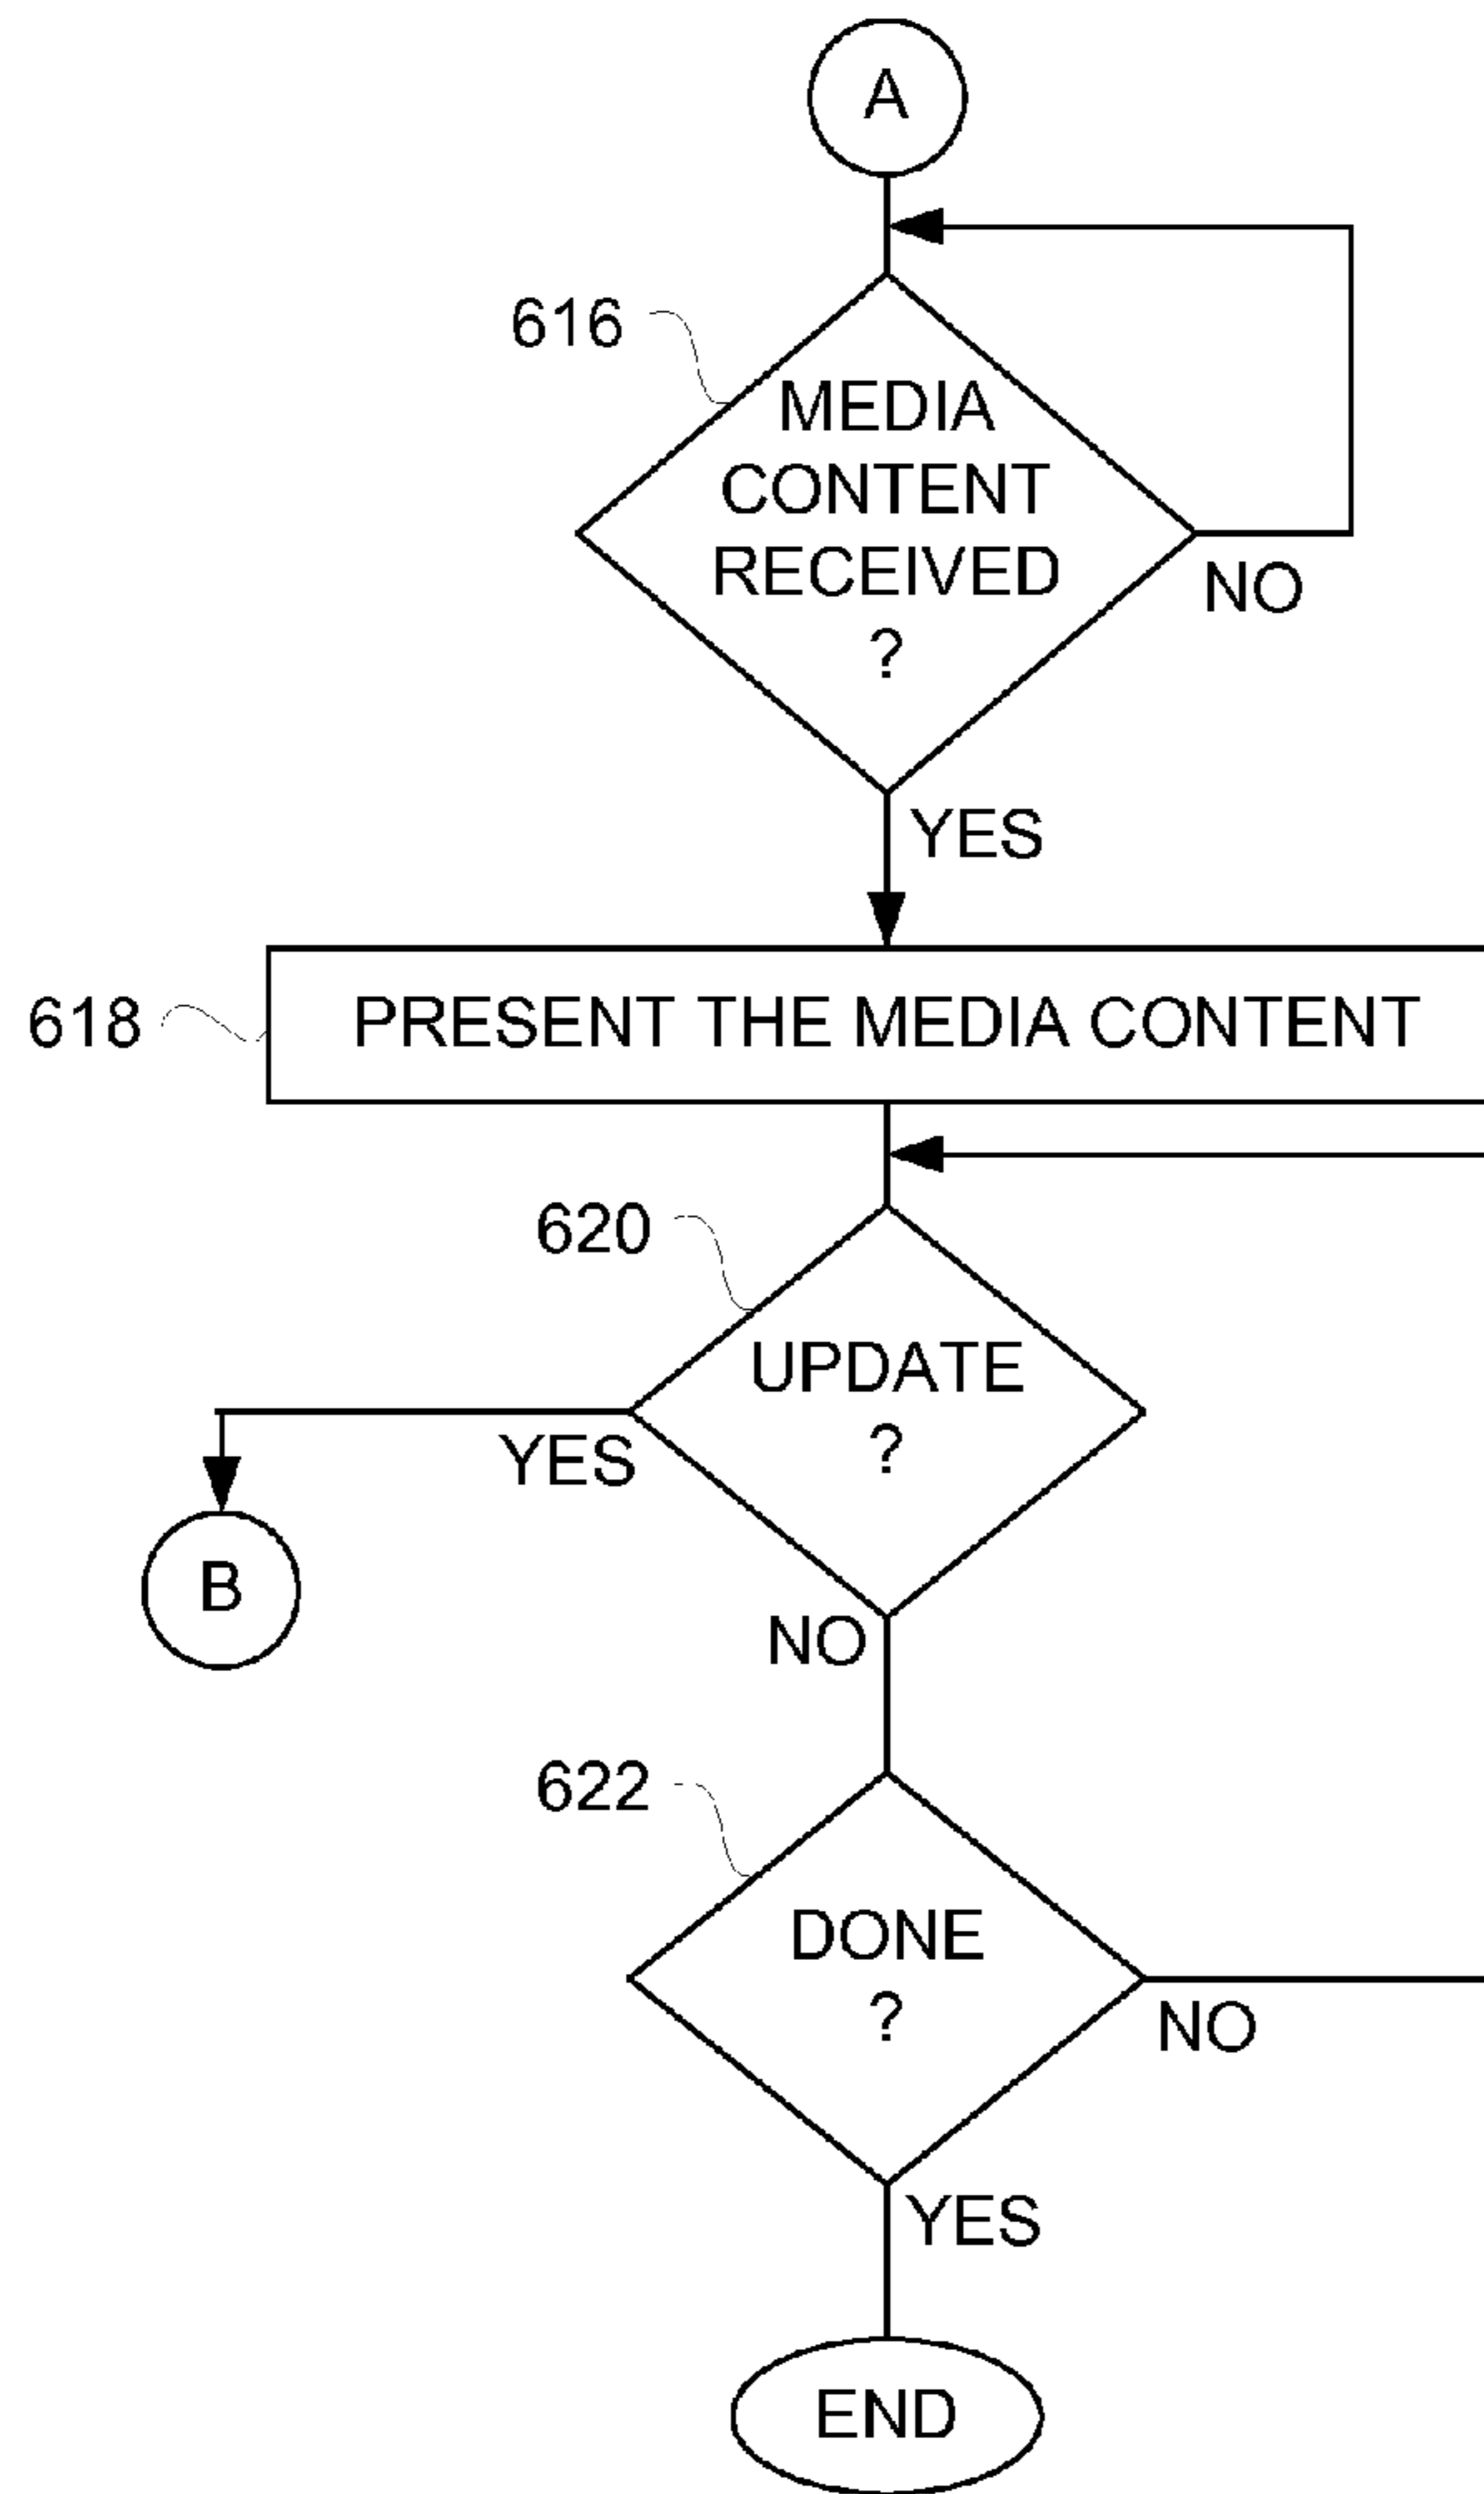 A
616
MEDIA
CONTENT
RECEIVED
?
NO
YES
618
PRESENT THE MEDIA CONTENT
620
UPDATE
?
YES
B
NO
622
DONE
?
NO
YES
END